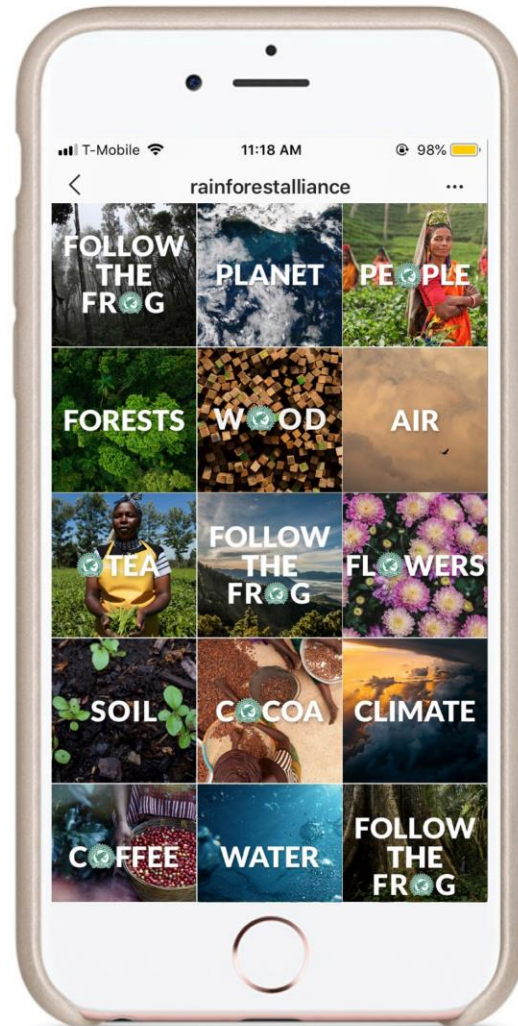 T-Mobile 11:18 AM 98%
rainforestalliance
FOLLOW
THE
FROG
PLANET
PEOPLE
FORESTS
WOOD
AIR
TEA
FOLLOW
THE
FROG
FLOWERS
SOIL
COCOA
CLIMATE
COFFEE
WATER
FOLLOW
THE
FROG